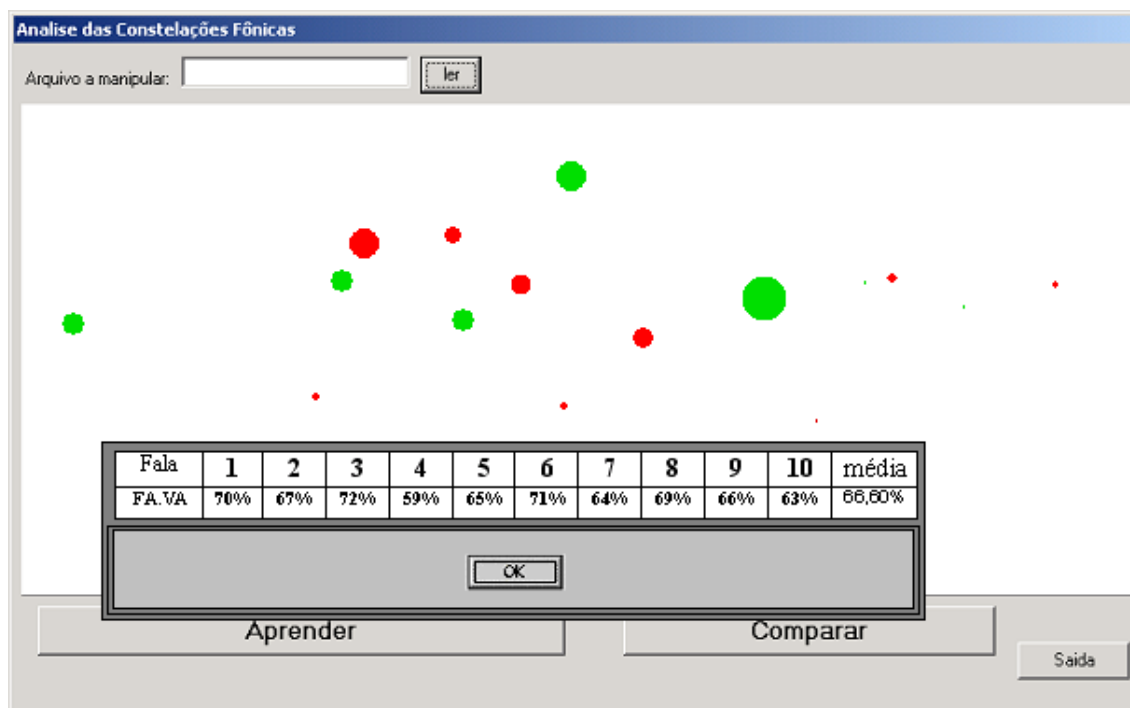 Analise das Constelações Fônicas
Arquivo a manipular: ler
Fala 1 2 3 4 5 6 7 8 9 10 média
FA.VA 70% 67% 72% 59% 65% 71% 64% 69% 66% 63% 66,60%
OK
Aprender Comparar
Saida